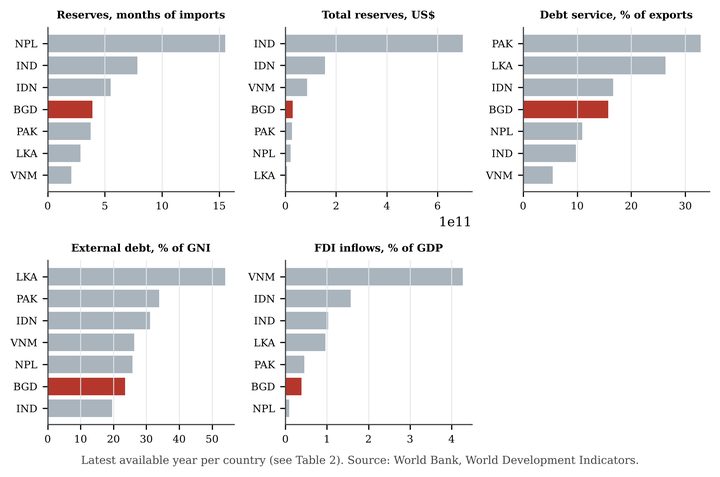 Reserves, months of imports
NPL
IND
IDN
BGD
PAK
LKA
VNM
0 5 10 15
Total reserves, US$
IND
IDN
VNM
BGD
PAK
NPL
LKA
0 2 4 6
1e11
Debt service, % of exports
PAK
LKA
IDN
BGD
NPL
IND
VNM
0 10 20 30
External debt, % of GNI
LKA
PAK
IDN
VNM
NPL
BGD
IND
0 10 20 30 40 50
FDI inflows, % of GDP
VNM
IDN
IND
LKA
PAK
BGD
NPL
0 1 2 3 4
Latest available year per country (see Table 2). Source: World Bank, World Development Indicators.